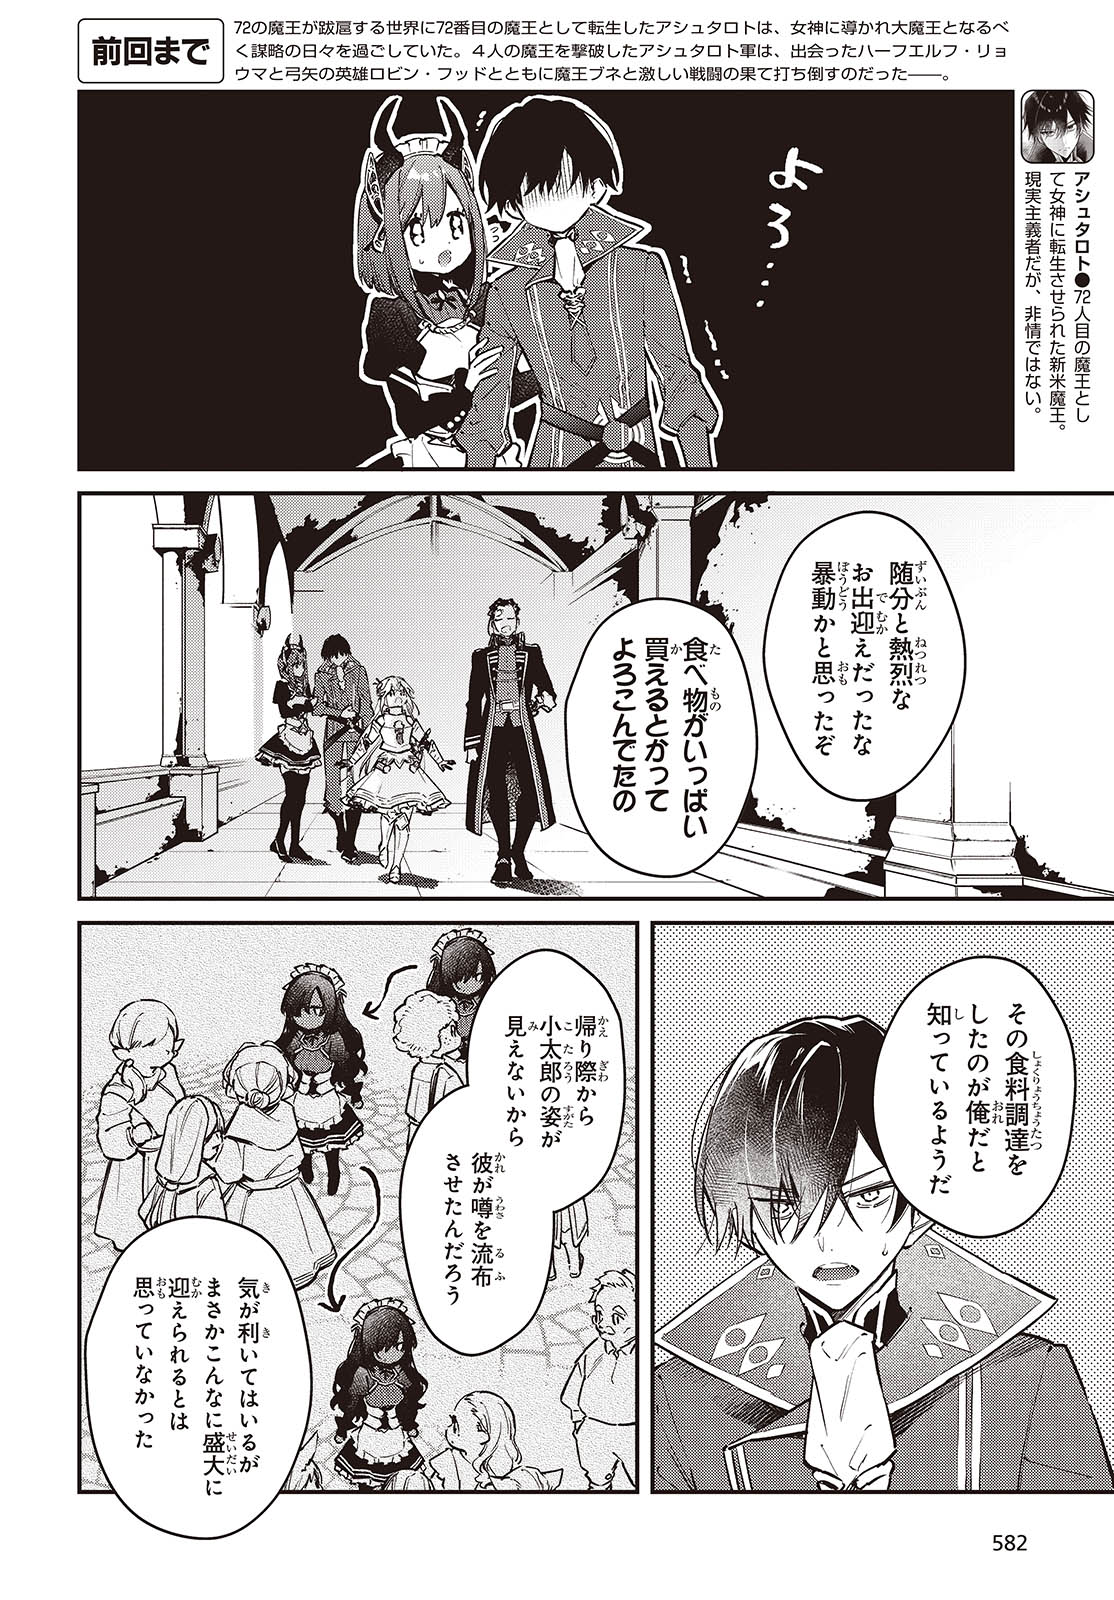 前回まで
72の魔王が跋扈する世界に72番目の魔王として転生したアシュタロトは、女神に導かれ大魔王となるべ
く謀略の日々を過ごしていた。4人の魔王を撃破したアシュタロト軍は、出会ったハーフエルフ・リョ
ウマと弓矢の英雄ロビン・フッドとともに魔王ブネと激しい戦闘の果て打ち倒すのだった——。
アシュタロト●72人目の魔王とし
て女神に転生させられた新米魔王。
現実主義者だが、非情ではない。
よろ
随分と熱烈な
お出迎えだったな
暴動かと思ったぞ
食べ物がいっぱい
買えるとかって
よろこんでたの
その食料調達を
したのが俺だと
知っているようだ
帰り際から
小太郎の姿が
見えないから
彼が噂を流布
させたんだろう
気が利いてはいるが
まさかこんなに盛大に
迎えられるとは
思っていなかった
582